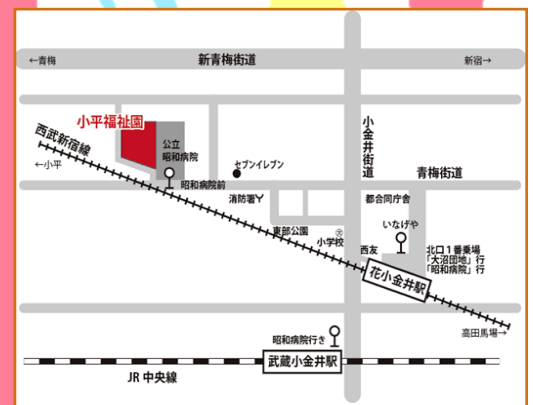 ←青梅
新青梅街道
新宿→
小平福祉園
西武新宿線
←小平
公立
昭和病院
昭和病院前
セブンイレブン
小金井街道
青梅街道
消防署
都合同庁舎
東部公園
小学校
いなげや
西友
北口1番乗場
「大沼団地」行
「昭和病院」行
花小金井駅
高田馬場→
昭和病院行き
武蔵小金井駅
JR 中央線